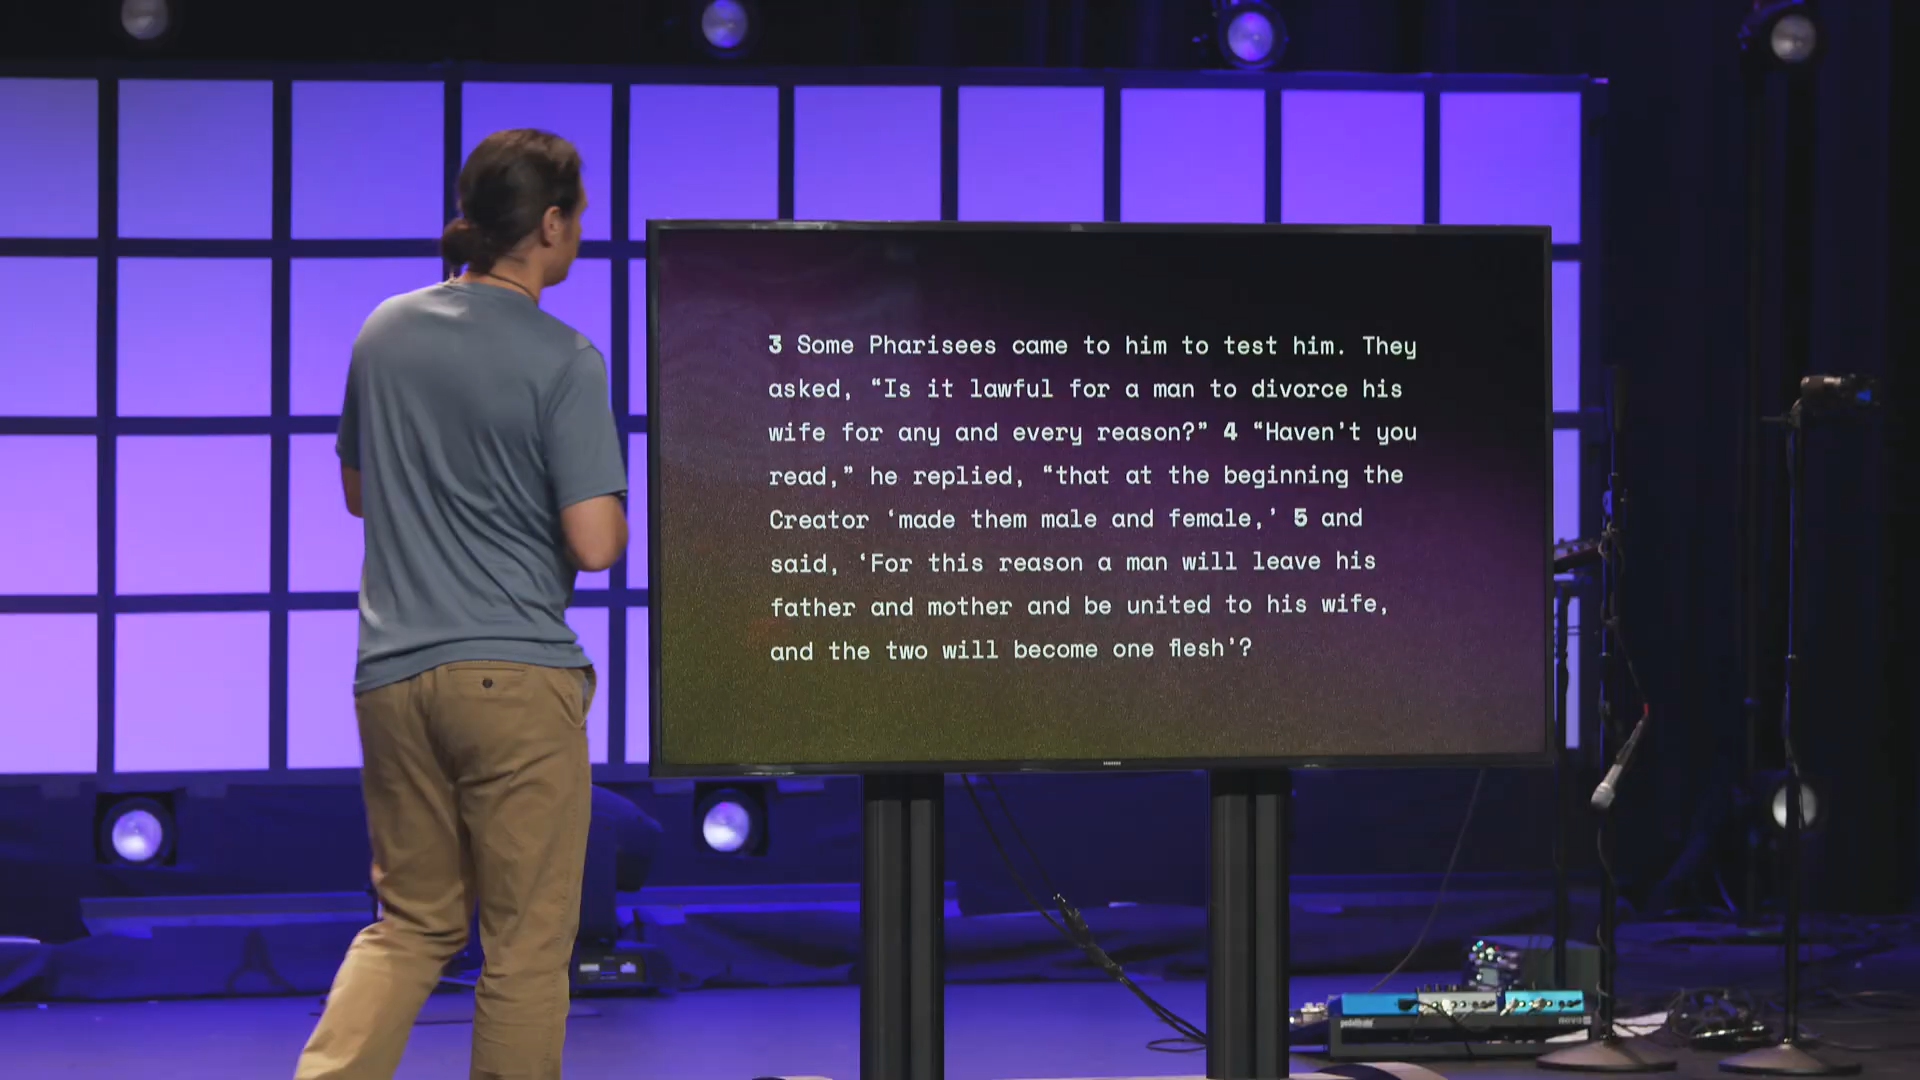 3 Some Pharisees came to him to test him. They
asked, “Is it lawful for a man to divorce his
wife for any and every reason?” 4 “Haven’t you
read,” he replied, “that at the beginning the
Creator ‘made them male and female,’ 5 and
said, ‘For this reason a man will leave his
father and mother and be united to his wife,
and the two will become one flesh’?
SAMSUNG
pedaltrain